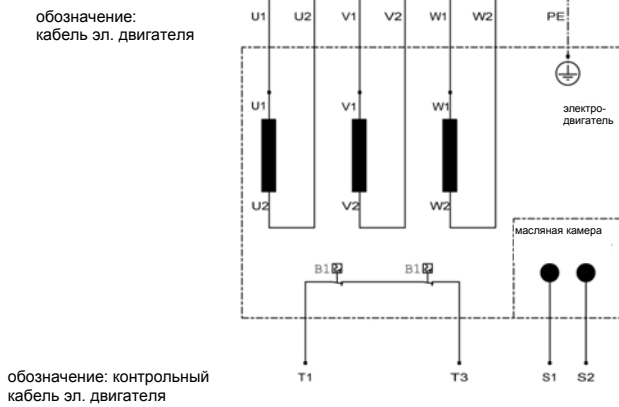 обозначение:
кабель эл. двигателя
U1 U2 V1 V2 W1 W2 PE
электро-
двигатель
U1 V1 W1
U2 V2 W2
масляная камера
B1 B1
T1 T3 S1 S2
обозначение: контрольный
кабель эл. двигателя